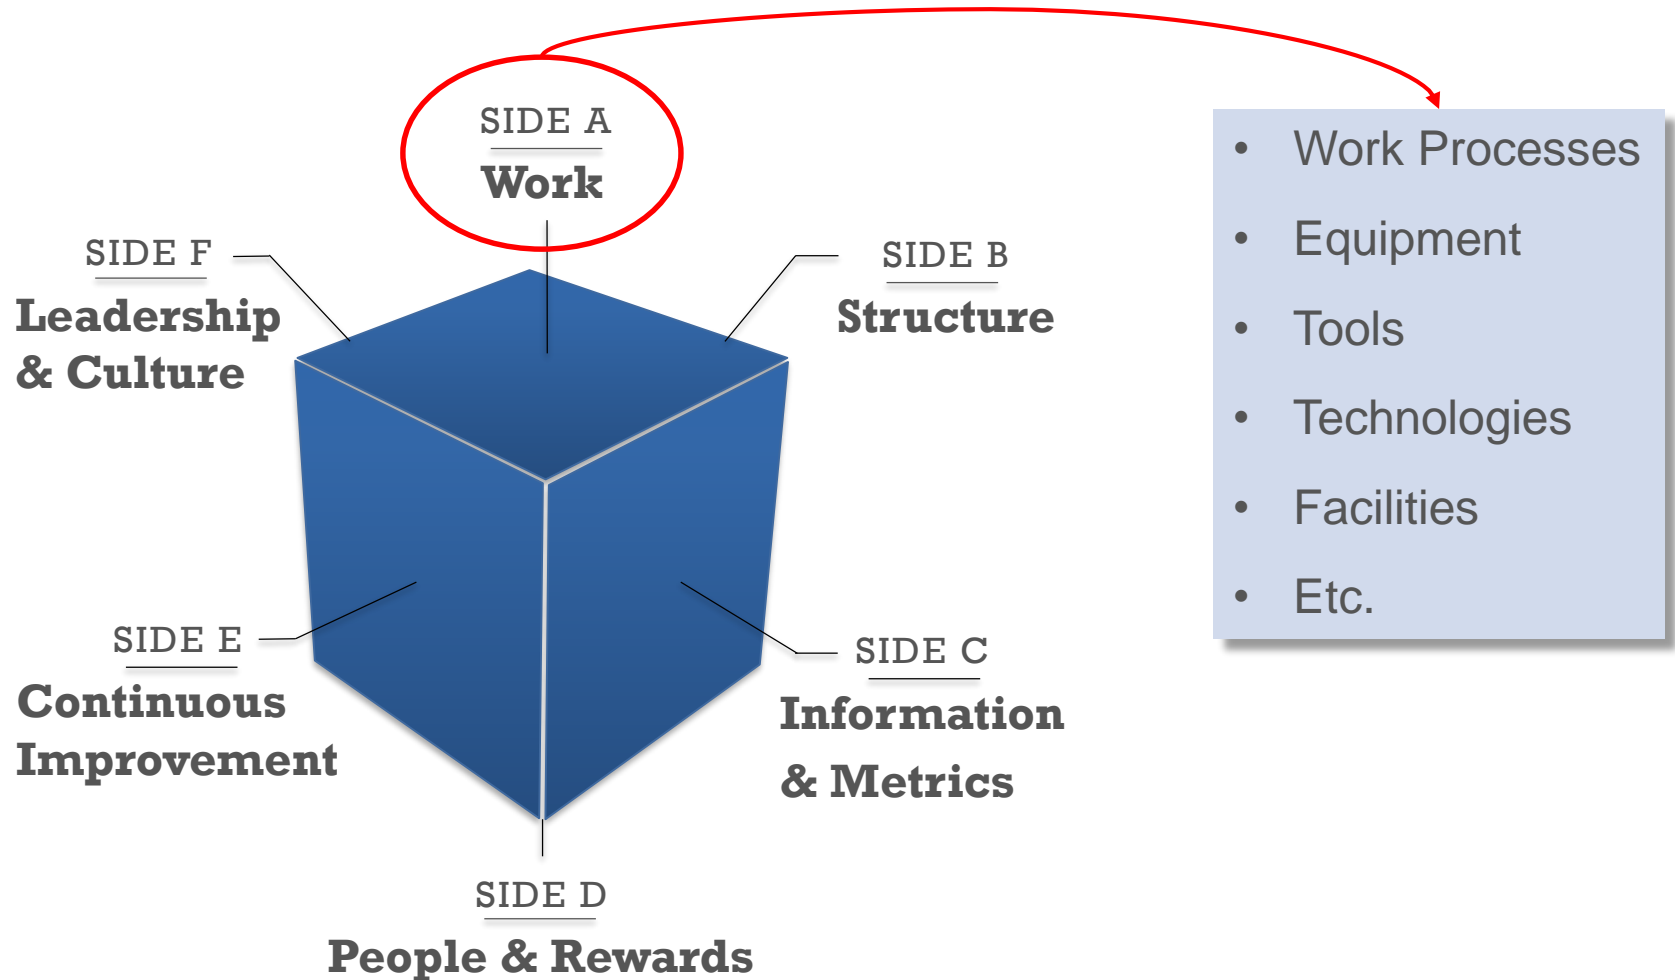 SIDE A
Work
SIDE F
Leadership
& Culture
SIDE B
Structure
SIDE E
Continuous
Improvement
SIDE C
Information
& Metrics
SIDE D
People & Rewards
• Work Processes
• Equipment
• Tools
• Technologies
• Facilities
• Etc.